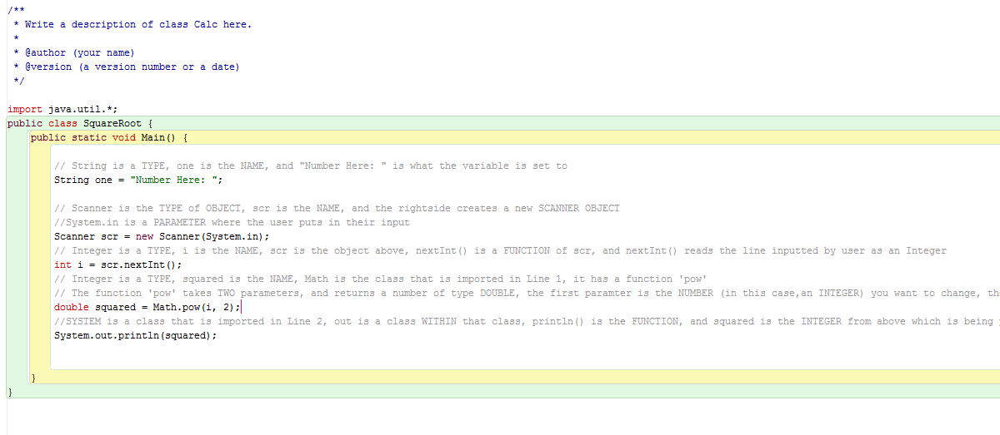 /**
 * Write a description of class Calc here.
 *
 * @author (your name)
 * @version (a version number or a date)
 */
import java.util.*;
public class SquareRoot {
public static void Main() {
// String is a TYPE, one is the NAME, and "Number Here: " is what the variable is set to
String one = "Number Here: ";
// Scanner is the TYPE of OBJECT, scr is the NAME, and the rightside creates a new SCANNER OBJECT
//System.in is a PARAMETER where the user puts in their input
Scanner scr = new Scanner(System.in);
// Integer is a TYPE, i is the NAME, scr is the object above, nextInt() is a FUNCTION of scr, and nextInt() reads the line inputted by user as an Integer
int i = scr.nextInt();
// Integer is a TYPE, squared is the NAME, Math is the class that is imported in Line 1, it has a function 'pow'
// The function 'pow' takes TWO parameters, and returns a number of type DOUBLE, the first paramter is the NUMBER (in this case,an INTEGER) you want to change, th
double squared = Math.pow(i, 2);
//SYSTEM is a class that is imported in Line 2, out is a class WITHIN that class, println() is the FUNCTION, and squared is the INTEGER from above which is being
System.out.println(squared);
}
}